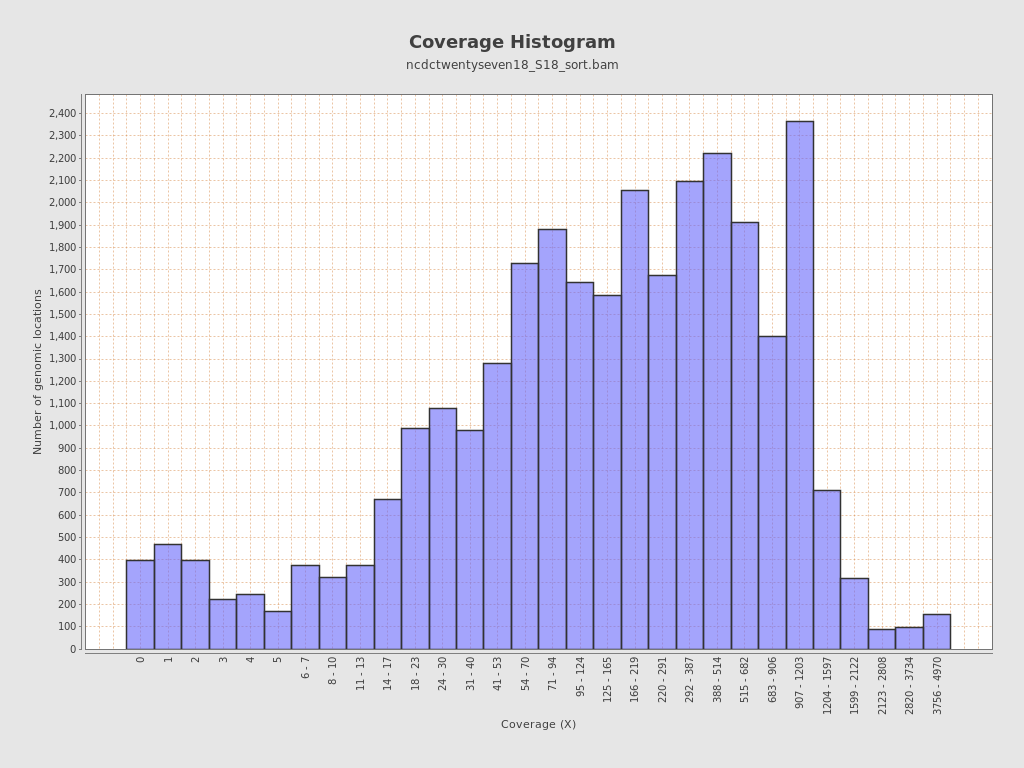 Coverage Histogram
ncdctwentyseven18_S18_sort.bam
2,400
2,300
2,200
2,100
2,000
1,900
1,800
1,700
1,600
1,500
1,400
1,300
1,200
1,100
1,000
900
800
700
600
500
400
300
200
100
0
Number of genomic locations
0
1
2
3
4
5
6 - 7
8 - 10
11 - 13
14 - 17
18 - 23
24 - 30
31 - 40
41 - 53
54 - 70
71 - 94
95 - 124
125 - 165
166 - 219
220 - 291
292 - 387
388 - 514
515 - 682
683 - 906
907 - 1203
1204 - 1597
1599 - 2122
2123 - 2808
2820 - 3734
3756 - 4970
Coverage (X)